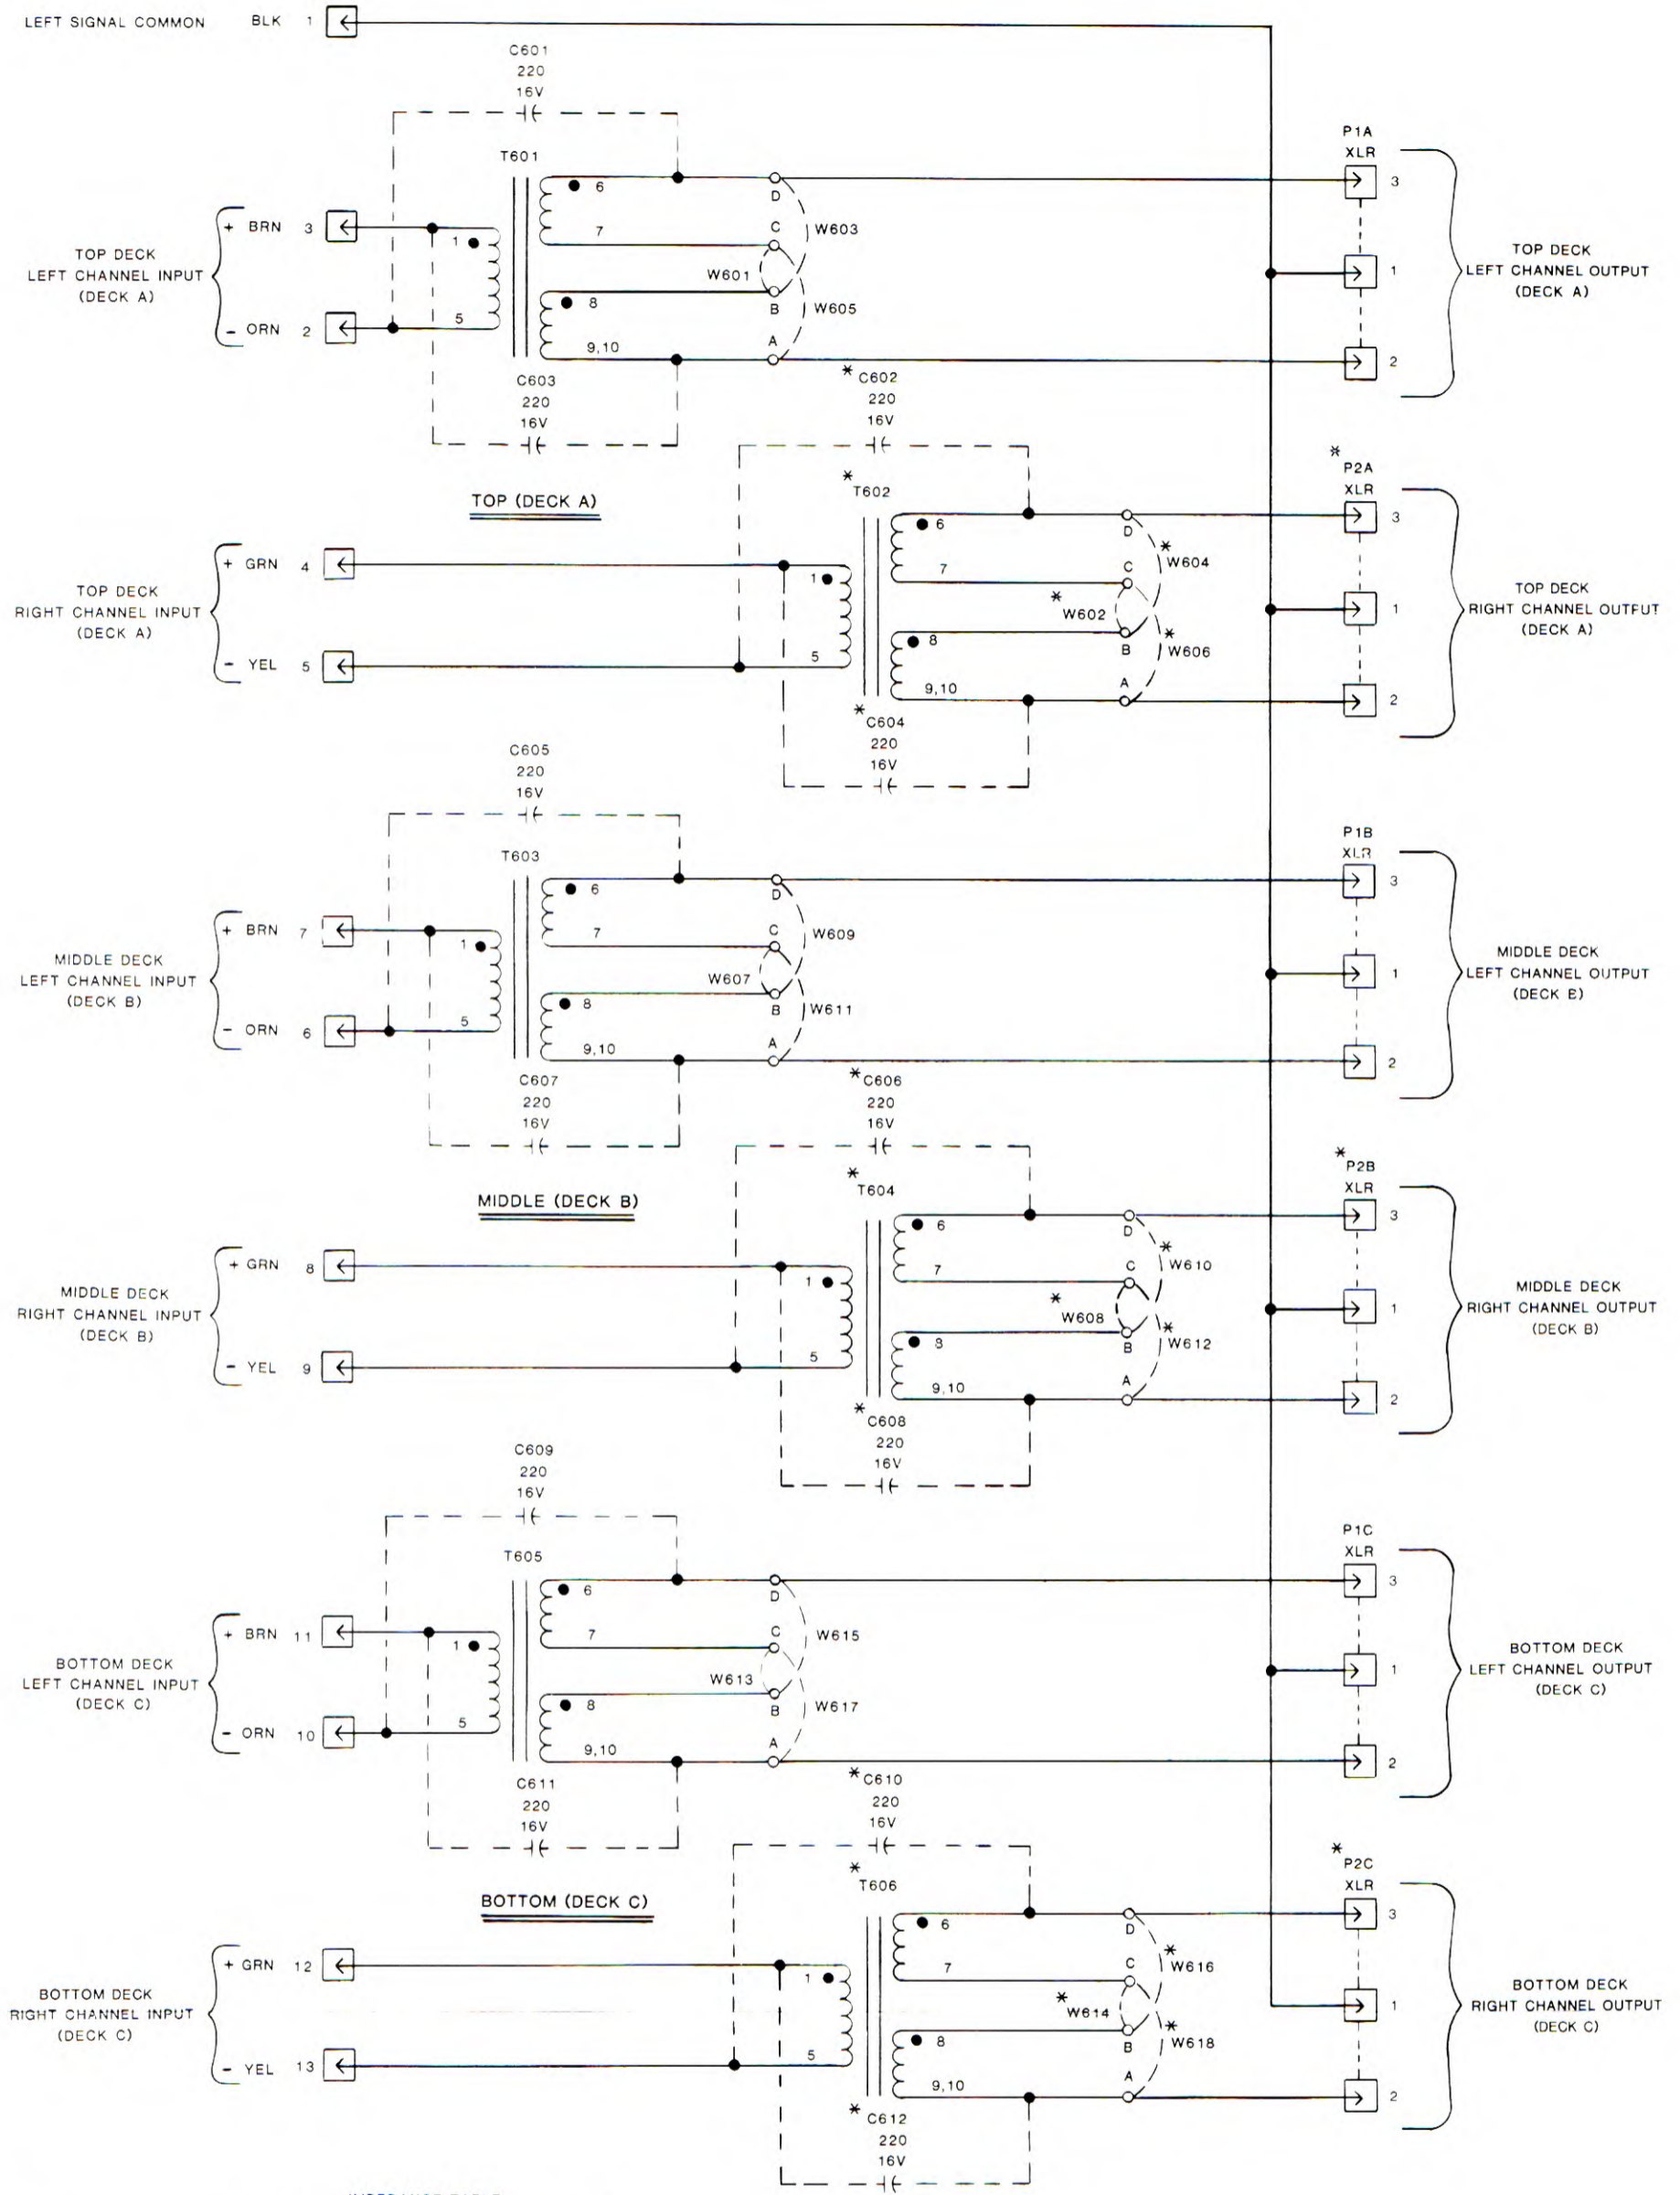 LEFT SIGNAL COMMON BLK 1
C601
220
16V
T601
P1A
XLR
TOP DECK
LEFT CHANNEL INPUT
(DECK A)
+ BRN 3
- ORN 2
1
5
6
7
8
9,10
D
C
B
A
W603
W601
W605
3
1
2
TOP DECK
LEFT CHANNEL OUTPUT
(DECK A)
C603
220
16V
* C602
220
16V
TOP (DECK A)
* T602
* P2A
XLR
TOP DECK
RIGHT CHANNEL INPUT
(DECK A)
+ GRN 4
- YEL 5
1
5
6
7
8
9,10
D
C
B
A
* W604
* W602
* W606
3
1
2
TOP DECK
RIGHT CHANNEL OUTPUT
(DECK A)
* C604
220
16V
C605
220
16V
T603
P1B
XLR
MIDDLE DECK
LEFT CHANNEL INPUT
(DECK B)
+ BRN 7
- ORN 6
1
5
6
7
8
9,10
D
C
B
A
W609
W607
W611
3
1
2
MIDDLE DECK
LEFT CHANNEL OUTPUT
(DECK B)
C607
220
16V
* C606
220
16V
MIDDLE (DECK B)
* T604
* P2B
XLR
MIDDLE DECK
RIGHT CHANNEL INPUT
(DECK B)
+ GRN 8
- YEL 9
1
5
6
7
8
9,10
D
C
B
A
* W610
* W608
* W612
3
1
2
MIDDLE DECK
RIGHT CHANNEL OUTPUT
(DECK B)
* C608
220
16V
C609
220
16V
T605
P1C
XLR
BOTTOM DECK
LEFT CHANNEL INPUT
(DECK C)
+ BRN 11
- ORN 10
1
5
6
7
8
9,10
D
C
B
A
W615
W613
W617
3
1
2
BOTTOM DECK
LEFT CHANNEL OUTPUT
(DECK C)
C611
220
16V
* C610
220
16V
BOTTOM (DECK C)
* T606
* P2C
XLR
BOTTOM DECK
RIGHT CHANNEL INPUT
(DECK C)
+ GRN 12
- YEL 13
1
5
6
7
8
9,10
D
C
B
A
* W616
* W614
* W618
3
1
2
BOTTOM DECK
RIGHT CHANNEL OUTPUT
(DECK C)
* C612
220
16V